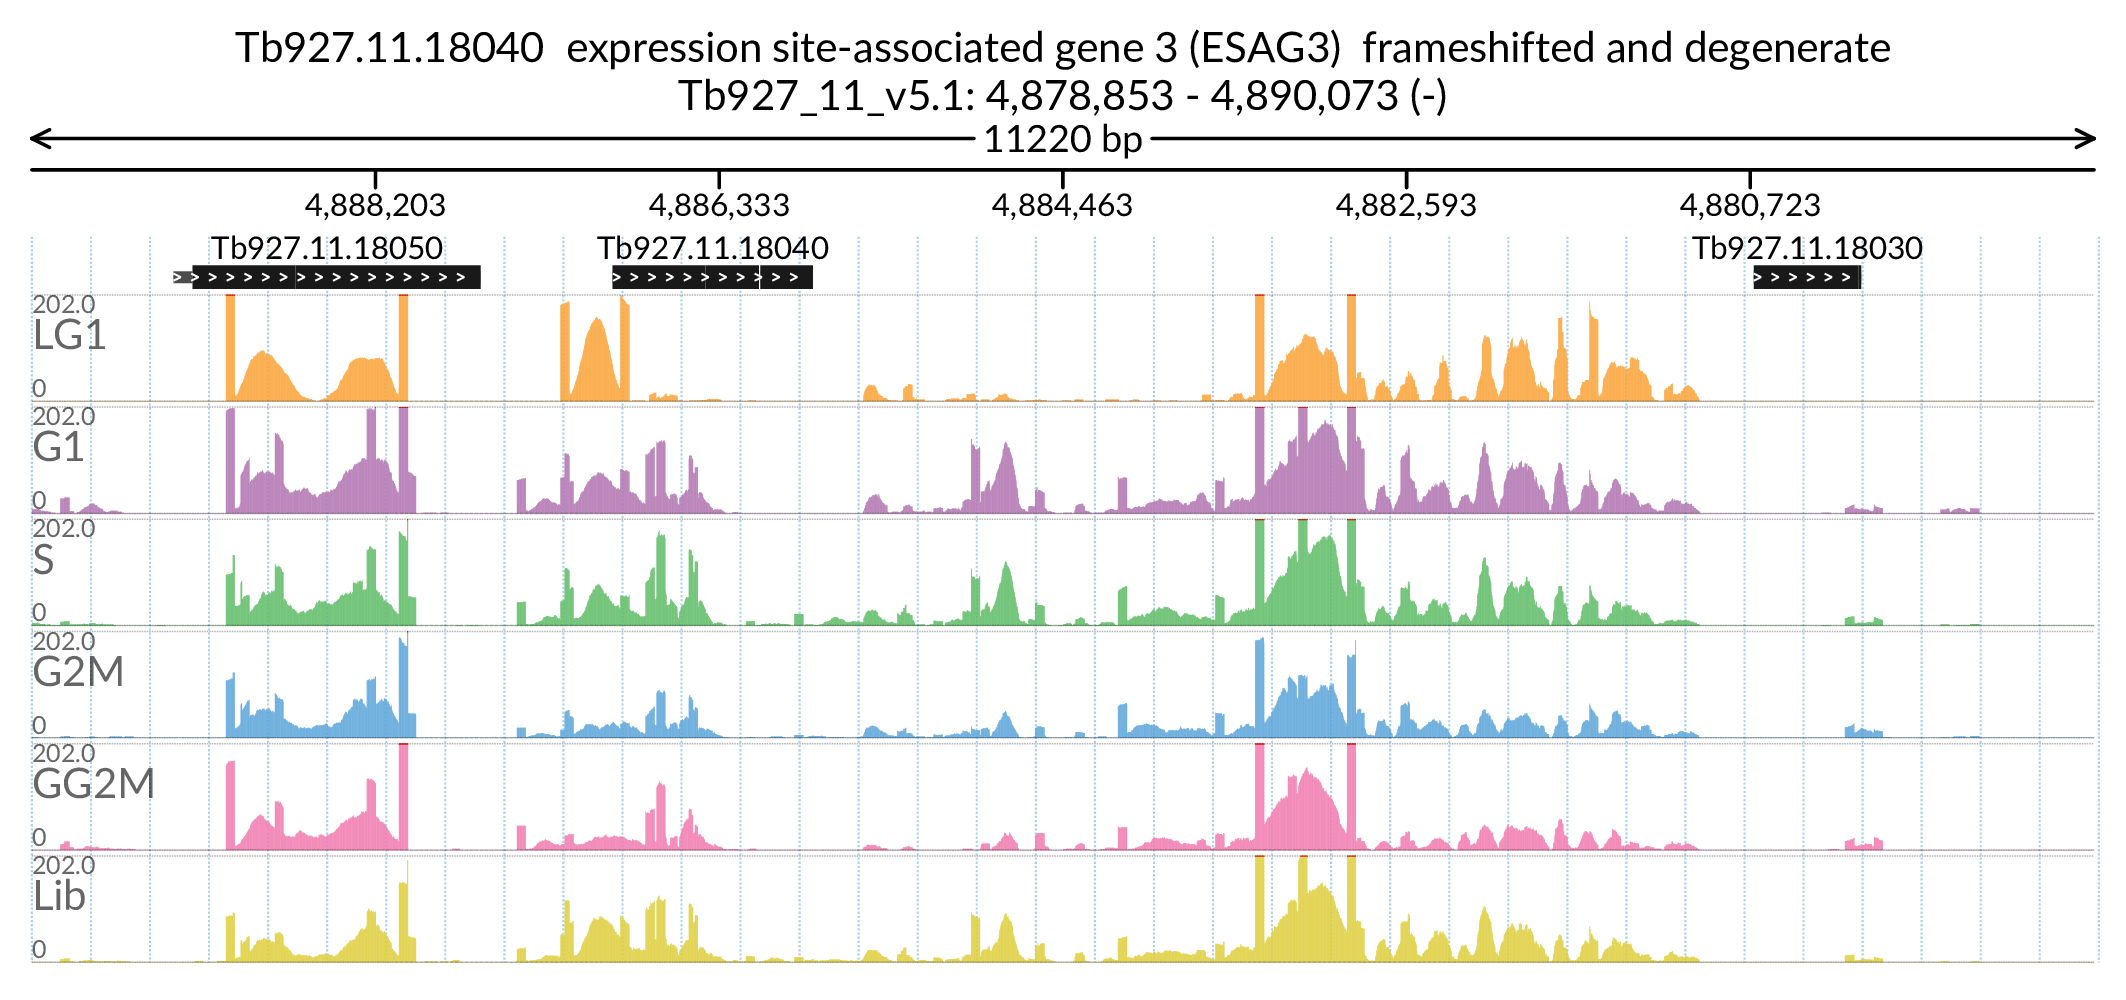 Tb927.11.18040  expression site-associated gene 3 (ESAG3)  frameshifted and degenerate
Tb927_11_v5.1: 4,878,853 - 4,890,073 (-)
11220 bp
4,888,203 4,886,333 4,884,463 4,882,593 4,880,723
Tb927.11.18050 Tb927.11.18040 Tb927.11.18030
202.0
LG1
0
202.0
G1
0
202.0
S
0
202.0
G2M
0
202.0
GG2M
0
202.0
Lib
0